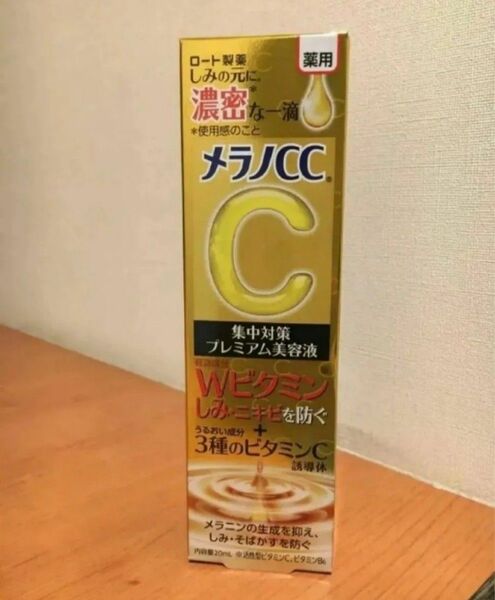 ロート製薬
薬用
しみの元に。
濃密*な一滴
*使用感のこと
メラノCC®
C
集中対策
プレミアム美容液
Wビタミン
しみ・ニキビを防ぐ
+
うるおい成分
3種のビタミンC
誘導体
メラニンの生成を抑え、
しみ・そばかすを防ぐ
内容量20mL ※活性型ビタミンC、ビタミンB6